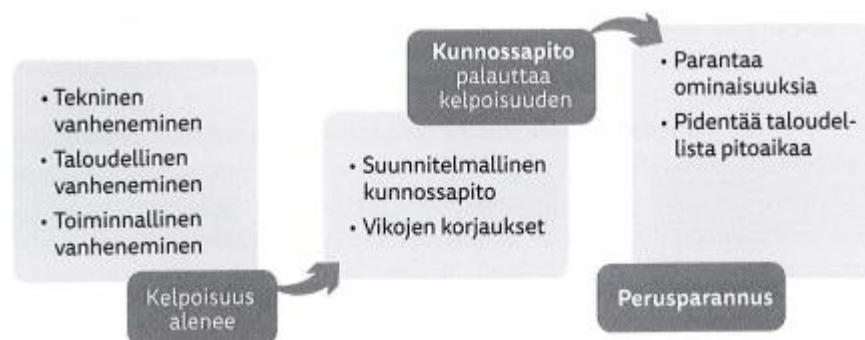 • Tekninen
vanheneminen
• Taloudellinen
vanheneminen
• Toiminnallinen
vanheneminen
Kelpoisuus
alenee
Kunnossapito
palauttaa
kelpoisuuden
• Suunnitelmallinen
kunnossapito
• Vikojen korjaukset
• Parantaa
ominaisuuksia
• Pidentää taloudel-
lista pitoaikaa
Perusparannus